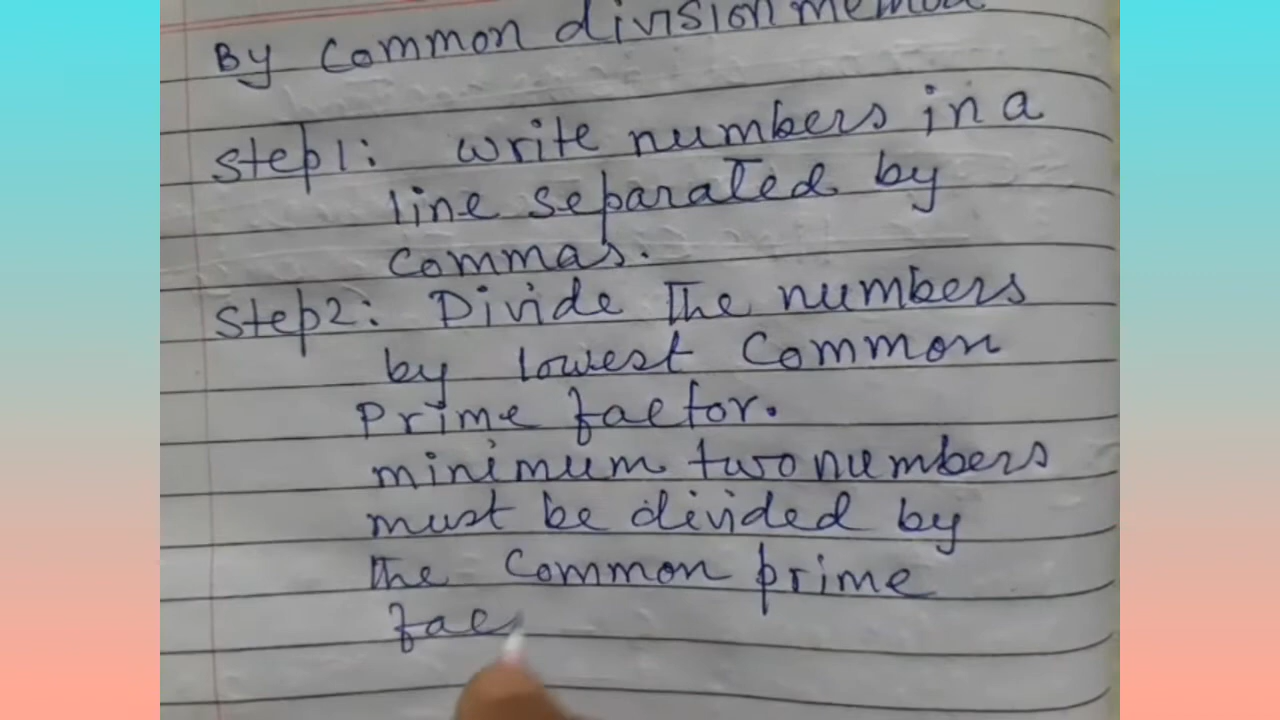 By Common division method
Step1: Write numbers in a
line separated by
commas.
Step2: Divide The numbers
by lowest Common
Prime factor.
minimum two numbers
must be divided by
the Common prime
fac